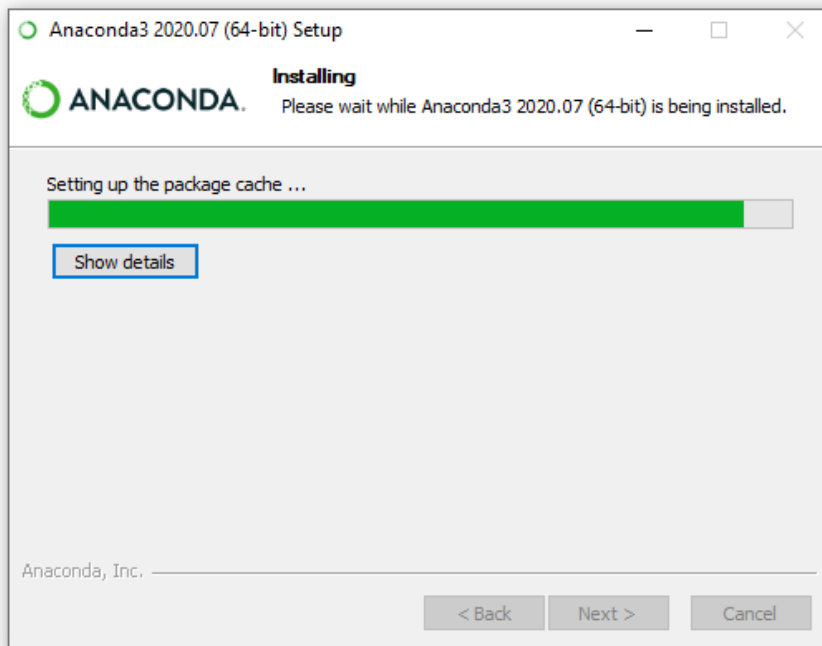 Anaconda3 2020.07 (64-bit) Setup
ANACONDA.
Installing
Please wait while Anaconda3 2020.07 (64-bit) is being installed.
Setting up the package cache ...
Show details
Anaconda, Inc.
< Back
Next >
Cancel